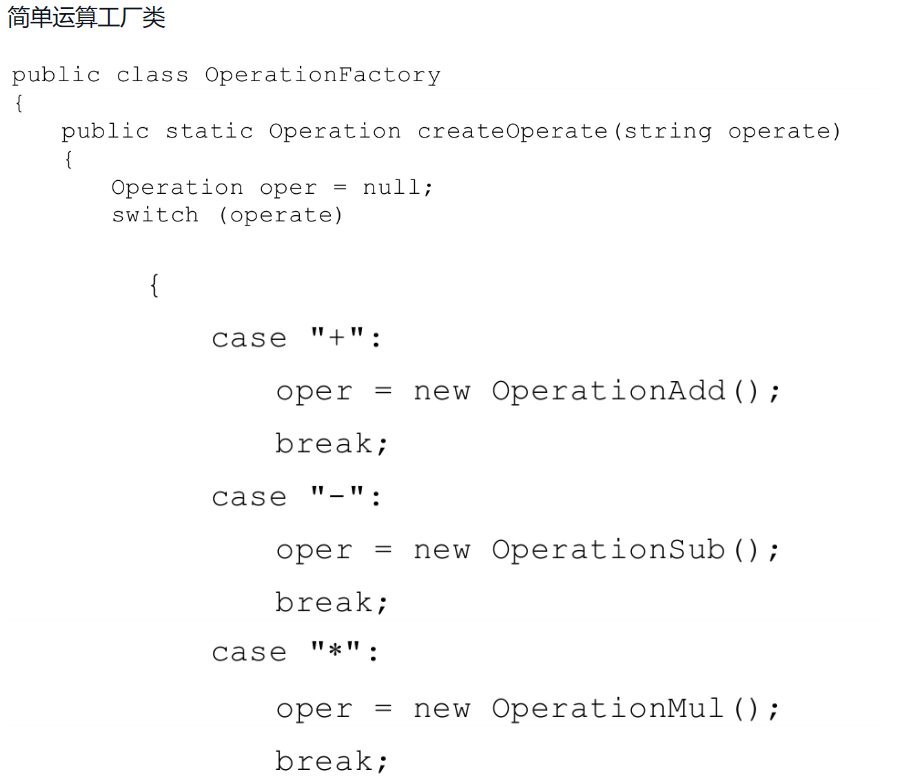 简单运算工厂类
public class OperationFactory
{
public static Operation createOperate(string operate)
{
Operation oper = null;
switch (operate)
{
case "+":
oper = new OperationAdd();
break;
case "-":
oper = new OperationSub();
break;
case "*":
oper = new OperationMul();
break;